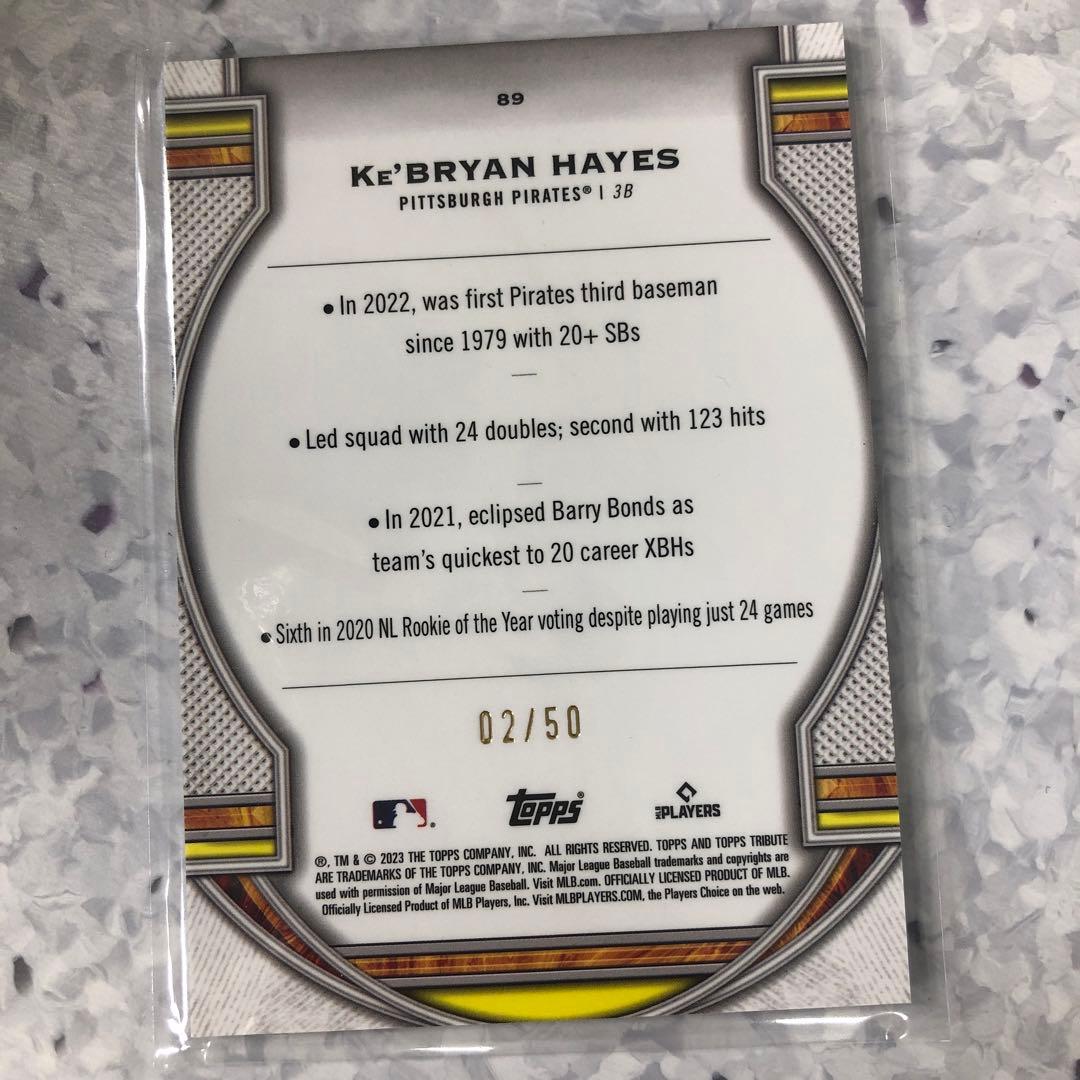 89
Ke'BRYAN HAYES
PITTSBURGH PIRATES® | 3B
• In 2022, was first Pirates third baseman
since 1979 with 20+ SBs
• Led squad with 24 doubles; second with 123 hits
• In 2021, eclipsed Barry Bonds as
team's quickest to 20 career XBHs
• Sixth in 2020 NL Rookie of the Year voting despite playing just 24 games
02/50
topps®
MLB PLAYERS
®, TM & © 2023 THE TOPPS COMPANY, INC. ALL RIGHTS RESERVED. TOPPS AND TOPPS TRIBUTE
ARE TRADEMARKS OF THE TOPPS COMPANY, INC. Major League Baseball trademarks and copyrights are
used with permission of Major League Baseball. Visit MLB.com. OFFICIALLY LICENSED PRODUCT OF MLB.
Officially Licensed Product of MLB Players, Inc. Visit MLBPLAYERS.COM, the Players Choice on the web.